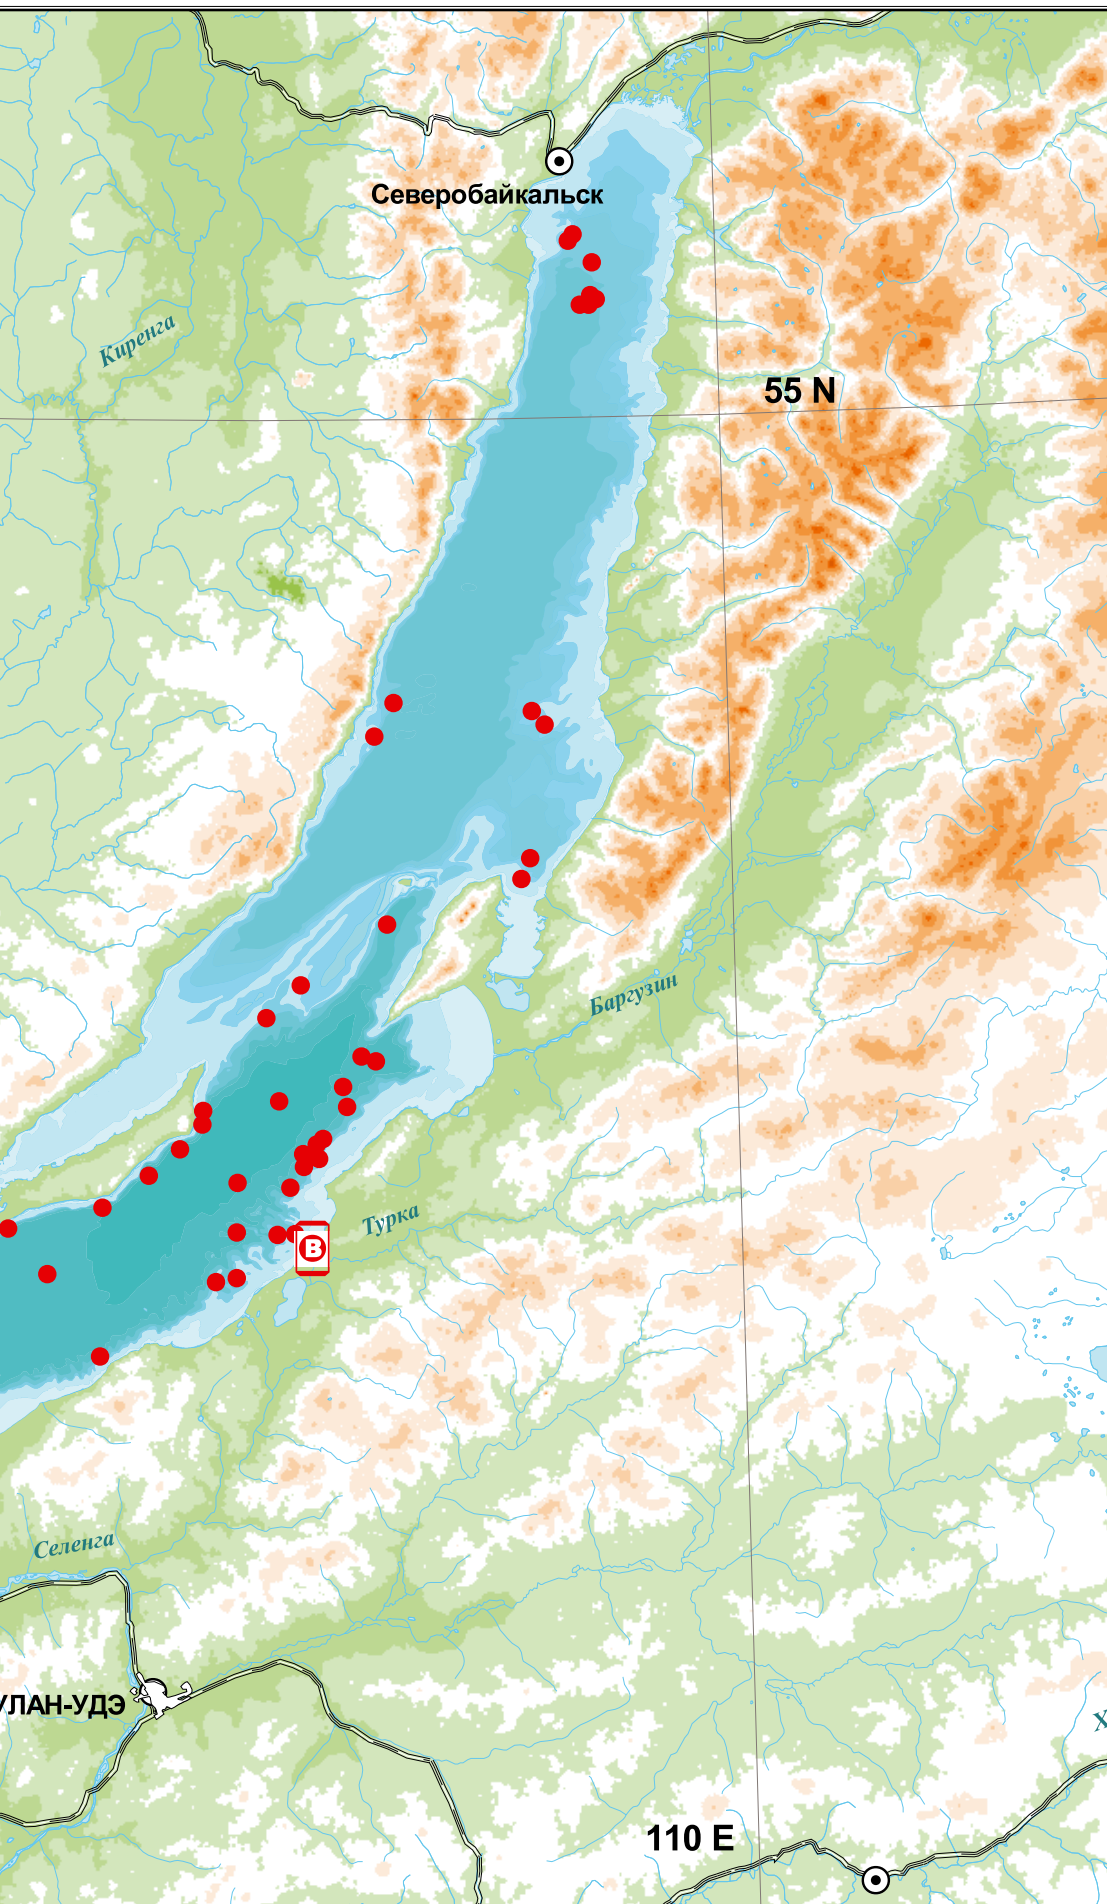 Северобайкальск
Киренга
55 N
Баргузин
Турка
B
Селенга
УЛАН-УДЭ
Х
110 E